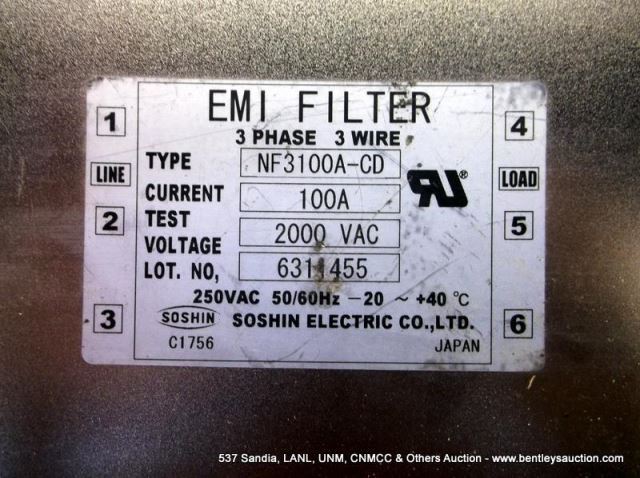 EMI FILTER
3 PHASE 3 WIRE
1
4
TYPE NF3100A-CD
LINE
RU®
LOAD
CURRENT 100A
2
5
TEST VOLTAGE 2000 VAC
LOT. NO, 6311455
250VAC 50/60Hz -20 ~ +40 ℃
3
SOSHIN SOSHIN ELECTRIC CO.,LTD.
6
C1756 JAPAN
537 Sandia, LANL, UNM, CNMCC & Others Auction - www.bentleysauction.com